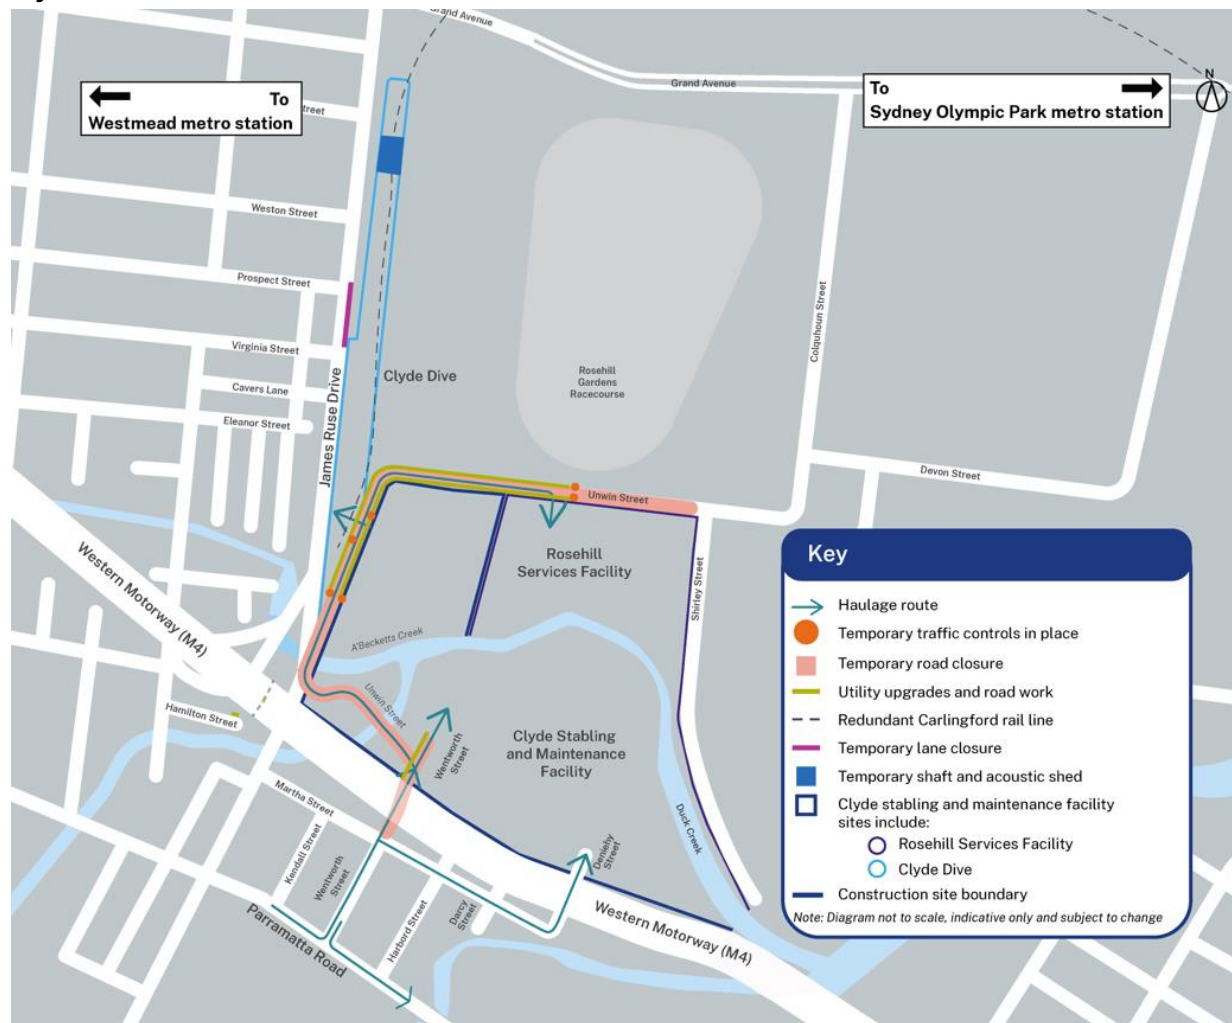 Grand Avenue
Grand Avenue
To
Westmead metro station
treet
To
Sydney Olympic Park metro station
N
Weston Street
Prospect Street
Virginia Street
Cavers Lane
Eleanor Street
James Ruse Drive
Clyde Dive
Rosehill
Gardens
Racecourse
Colquhoun Street
Devon Street
Unwin Street
Rosehill
Services Facility
Shirley Street
Western Motorway (M4)
A'Becketts Creek
Unwin Street
Hamilton Street
Wentworth
Street
Clyde Stabling
and Maintenance
Facility
Duck Creek
Martha Street
Kendall Street
Wentworth
Street
Deniehy
Street
Parramatta Road
Harbord Street
Darcy
Street
Western Motorway (M4)
Key
Haulage route
Temporary traffic controls in place
Temporary road closure
Utility upgrades and road work
Redundant Carlingford rail line
Temporary lane closure
Temporary shaft and acoustic shed
Clyde stabling and maintenance facility
sites include:
Rosehill Services Facility
Clyde Dive
Construction site boundary
Note: Diagram not to scale, indicative only and subject to change